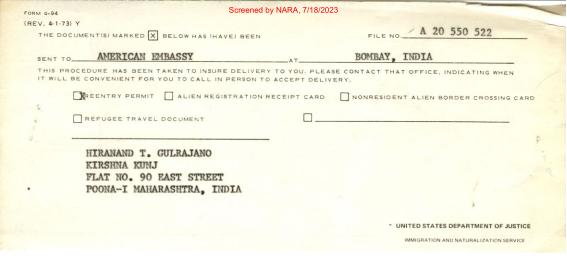 Screened by NARA, 7/18/2023
FORM G-94
(REV. 4-1-73) Y
THE DOCUMENT(S) MARKED X BELOW HAS (HAVE) BEEN
FILE NO. A 20 550 522
SENT TO AMERICAN EMBASSY AT BOMBAY, INDIA
THIS PROCEDURE HAS BEEN TAKEN TO INSURE DELIVERY TO YOU. PLEASE CONTACT THAT OFFICE, INDICATING WHEN
IT WILL BE CONVENIENT FOR YOU TO CALL IN PERSON TO ACCEPT DELIVERY.
X REENTRY PERMIT ALIEN REGISTRATION RECEIPT CARD NONRESIDENT ALIEN BORDER CROSSING CARD
REFUGEE TRAVEL DOCUMENT
HIRANAND T. GULRAJANO
KIRSHNA KUNJ
FLAT NO. 90 EAST STREET
POONA-I MAHARASHTRA, INDIA
UNITED STATES DEPARTMENT OF JUSTICE
IMMIGRATION AND NATURALIZATION SERVICE